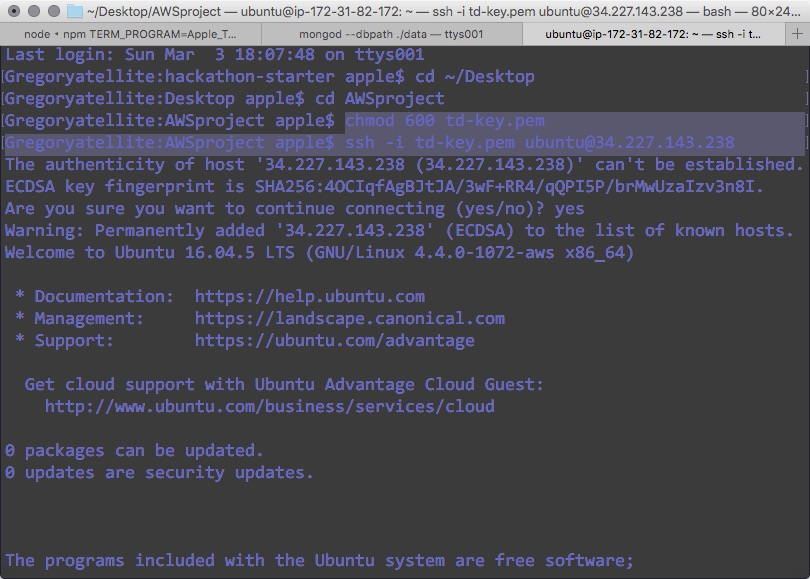 ~/Desktop/AWSproject — ubuntu@ip-172-31-82-172: ~ — ssh -i td-key.pem ubuntu@34.227.143.238 — bash — 80×24...
node ◂ npm TERM_PROGRAM=Apple_T... mongod --dbpath ./data — ttys001 ubuntu@ip-172-31-82-172: ~ — ssh -i t... +
Last login: Sun Mar  3 18:07:48 on ttys001
[Gregoryatellite:hackathon-starter apple$ cd ~/Desktop ]
[Gregoryatellite:Desktop apple$ cd AWSproject ]
[Gregoryatellite:AWSproject apple$ chmod 600 td-key.pem ]
[Gregoryatellite:AWSproject apple$ ssh -i td-key.pem ubuntu@34.227.143.238 ]
The authenticity of host '34.227.143.238 (34.227.143.238)' can't be established.
ECDSA key fingerprint is SHA256:4OCIqfAgBJtJA/3wF+RR4/qQPI5P/brMwUzaIzv3n8I.
Are you sure you want to continue connecting (yes/no)? yes
Warning: Permanently added '34.227.143.238' (ECDSA) to the list of known hosts.
Welcome to Ubuntu 16.04.5 LTS (GNU/Linux 4.4.0-1072-aws x86_64)
* Documentation:  https://help.ubuntu.com
* Management:     https://landscape.canonical.com
* Support:        https://ubuntu.com/advantage
Get cloud support with Ubuntu Advantage Cloud Guest:
http://www.ubuntu.com/business/services/cloud
0 packages can be updated.
0 updates are security updates.
The programs included with the Ubuntu system are free software;